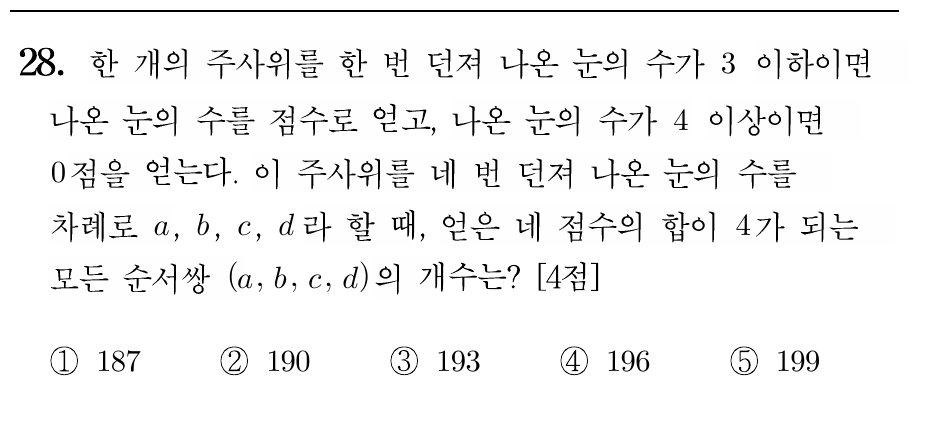 28. 한 개의 주사위를 한 번 던져 나온 눈의 수가 3 이하이면
나온 눈의 수를 점수로 얻고, 나온 눈의 수가 4 이상이면
0점을 얻는다. 이 주사위를 네 번 던져 나온 눈의 수를
차례로 a, b, c, d라 할 때, 얻은 네 점수의 합이 4가 되는
모든 순서쌍 (a, b, c, d)의 개수는? [4점]
① 187 ② 190 ③ 193 ④ 196 ⑤ 199